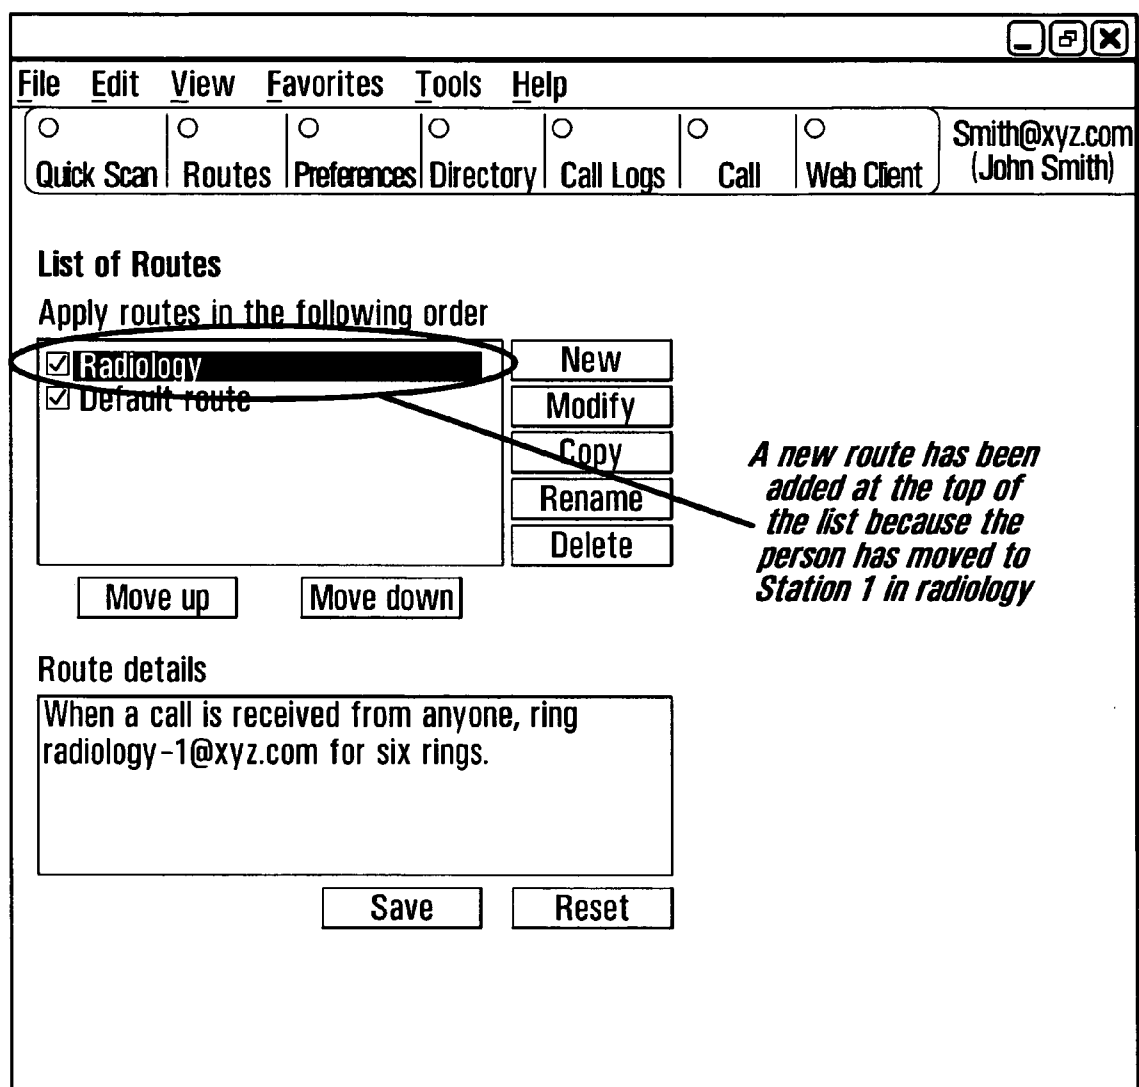 File Edit View Favorites Tools Help
Quick Scan Routes Preferences Directory Call Logs Call Web Client
Smith@xyz.com
(John Smith)
List of Routes
Apply routes in the following order
Radiology
Default route
New
Modify
Copy
Rename
Delete
Move up Move down
A new route has been
added at the top of
the list because the
person has moved to
Station 1 in radiology
Route details
When a call is received from anyone, ring
radiology-1@xyz.com for six rings.
Save Reset